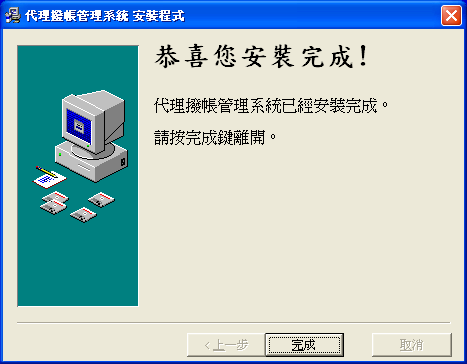 代理撥帳管理系統 安裝程式
恭喜您安裝完成!
代理撥帳管理系統已經安裝完成。
請按完成鍵離開。
<上一步
完成
取消